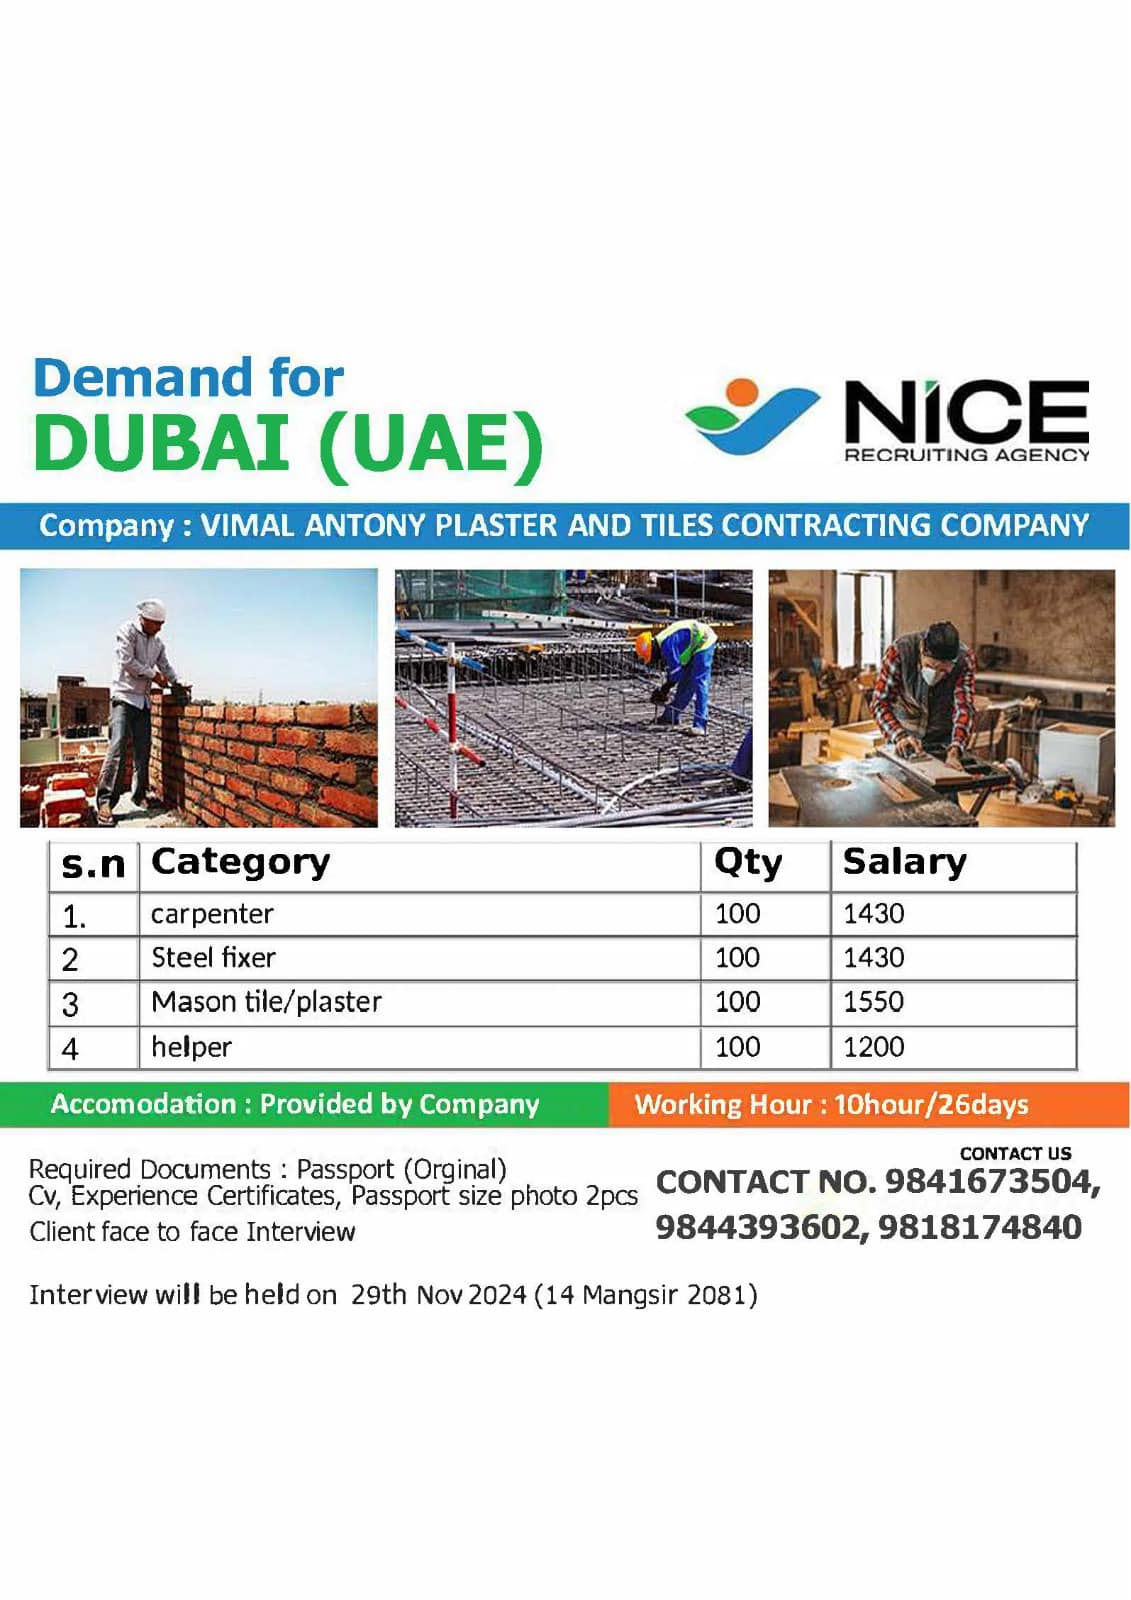 Demand for
DUBAI (UAE)
NiCE
RECRUITING AGENCY
Company : VIMAL ANTONY PLASTER AND TILES CONTRACTING COMPANY
s.n Category Qty Salary
1. carpenter 100 1430
2 Steel fixer 100 1430
3 Mason tile/plaster 100 1550
4 helper 100 1200
Accomodation : Provided by Company
Working Hour : 10hour/26days
Required Documents : Passport (Orginal)
Cv, Experience Certificates, Passport size photo 2pcs
Client face to face Interview
CONTACT US
CONTACT NO. 9841673504,
9844393602, 9818174840
Interview will be held on 29th Nov 2024 (14 Mangsir 2081)